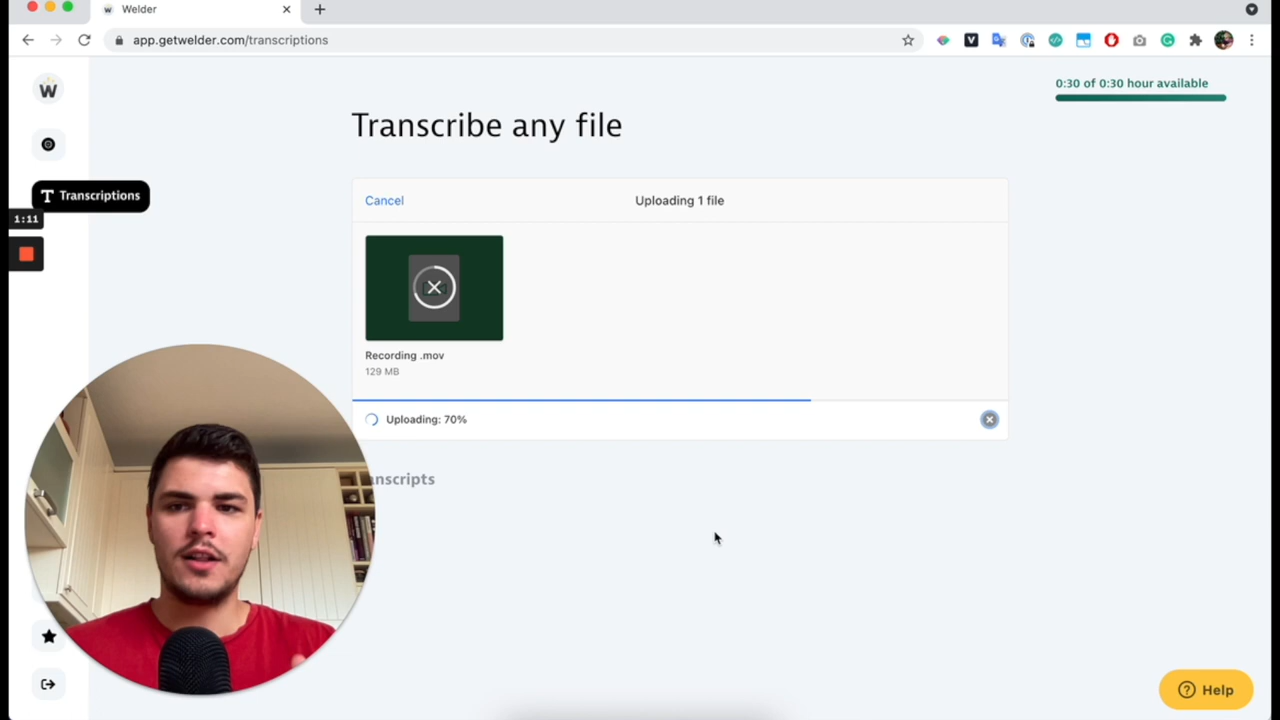 Welder
app.getwelder.com/transcriptions
V
W
0:30 of 0:30 hour available
Transcribe any file
T Transcriptions
1:11
Cancel
Uploading 1 file
Recording .mov
129 MB
Uploading: 70%
anscripts
Help